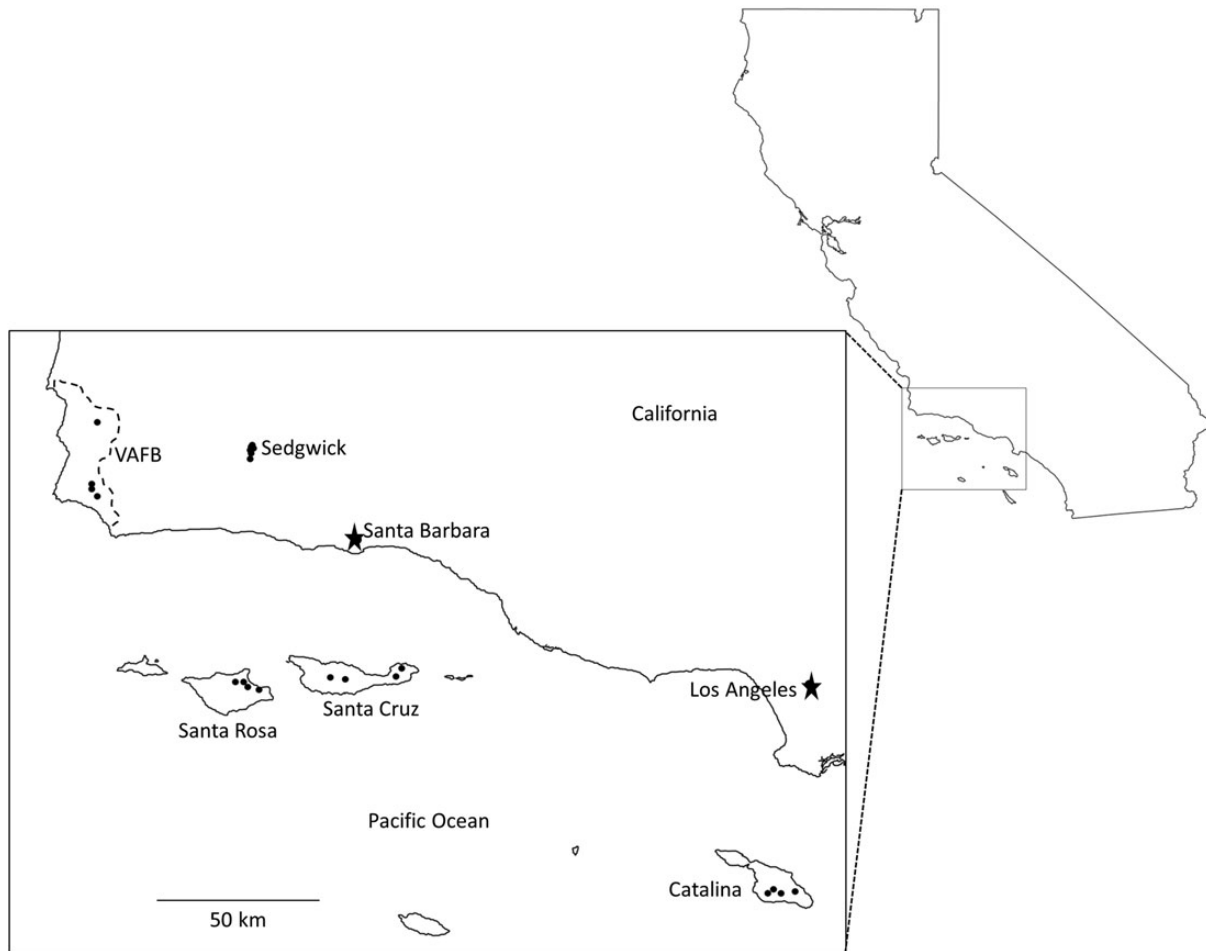 California
VAFB
Sedgwick
Santa Barbara
Los Angeles
Santa Cruz
Santa Rosa
Pacific Ocean
Catalina
50 km